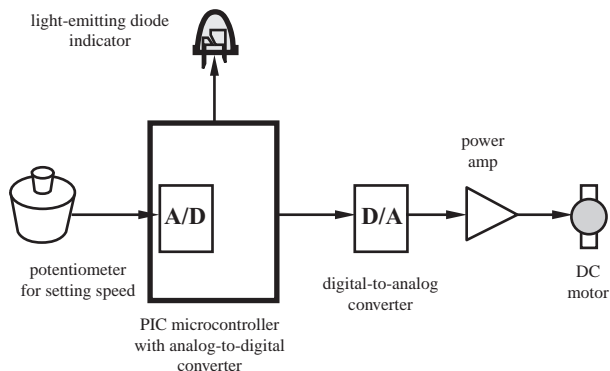 light-emitting diode
indicator
power
amp
A/D
D/A
potentiometer
for setting speed
digital-to-analog
converter
DC
motor
PIC microcontroller
with analog-to-digital
converter